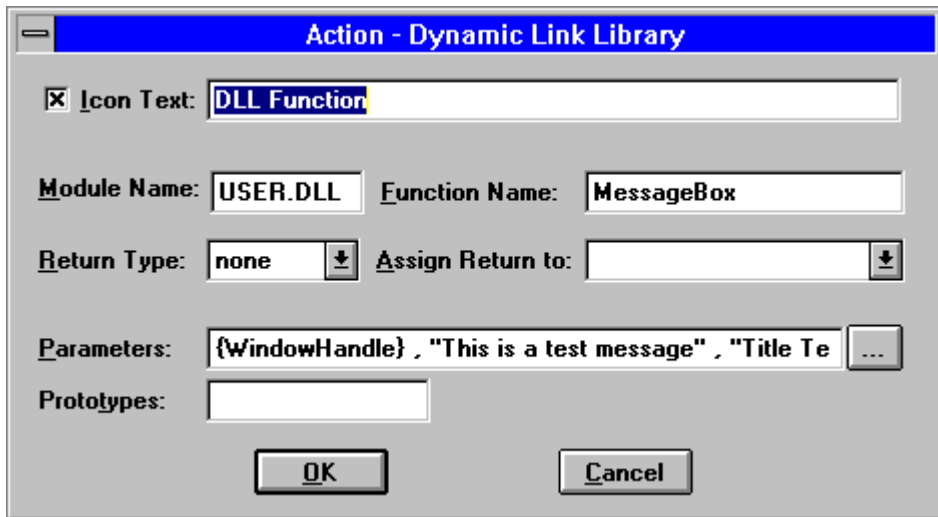 Action - Dynamic Link Library
Icon Text: DLL Function
Module Name: USER.DLL Function Name: MessageBox
Return Type: none Assign Return to:
Parameters: {WindowHandle} , "This is a test message" , "Title Te ...
Prototypes:
OK Cancel